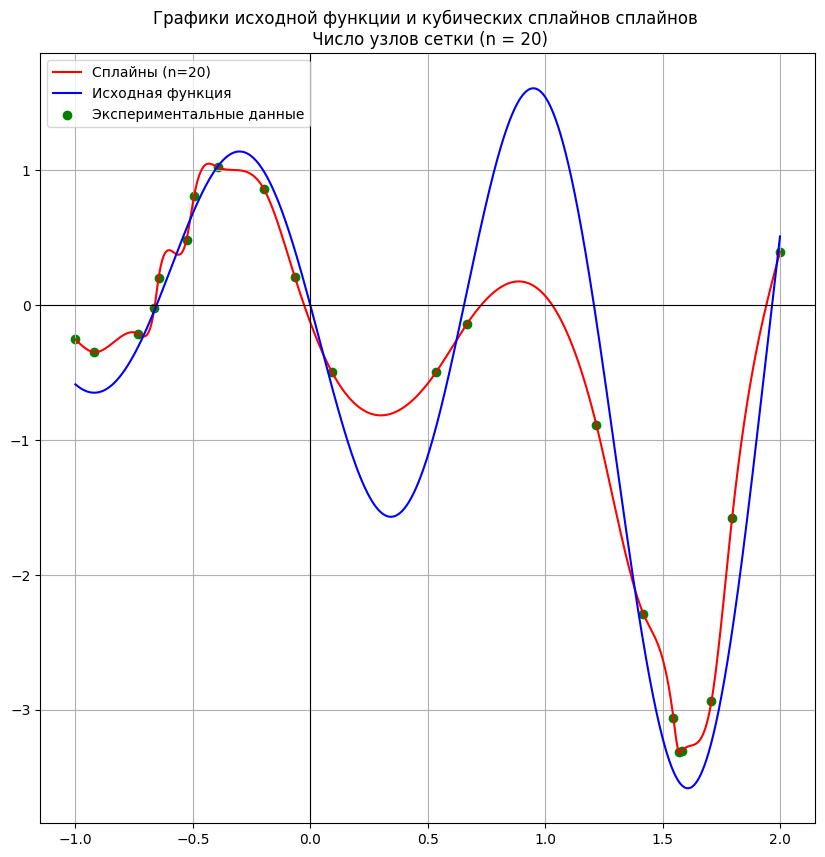 Графики исходной функции и кубических сплайнов сплайнов
Число узлов сетки (n = 20)
Сплайны (n=20)
Исходная функция
Экспериментальные данные
1
0
−1
−2
−3
−1.0 −0.5 0.0 0.5 1.0 1.5 2.0